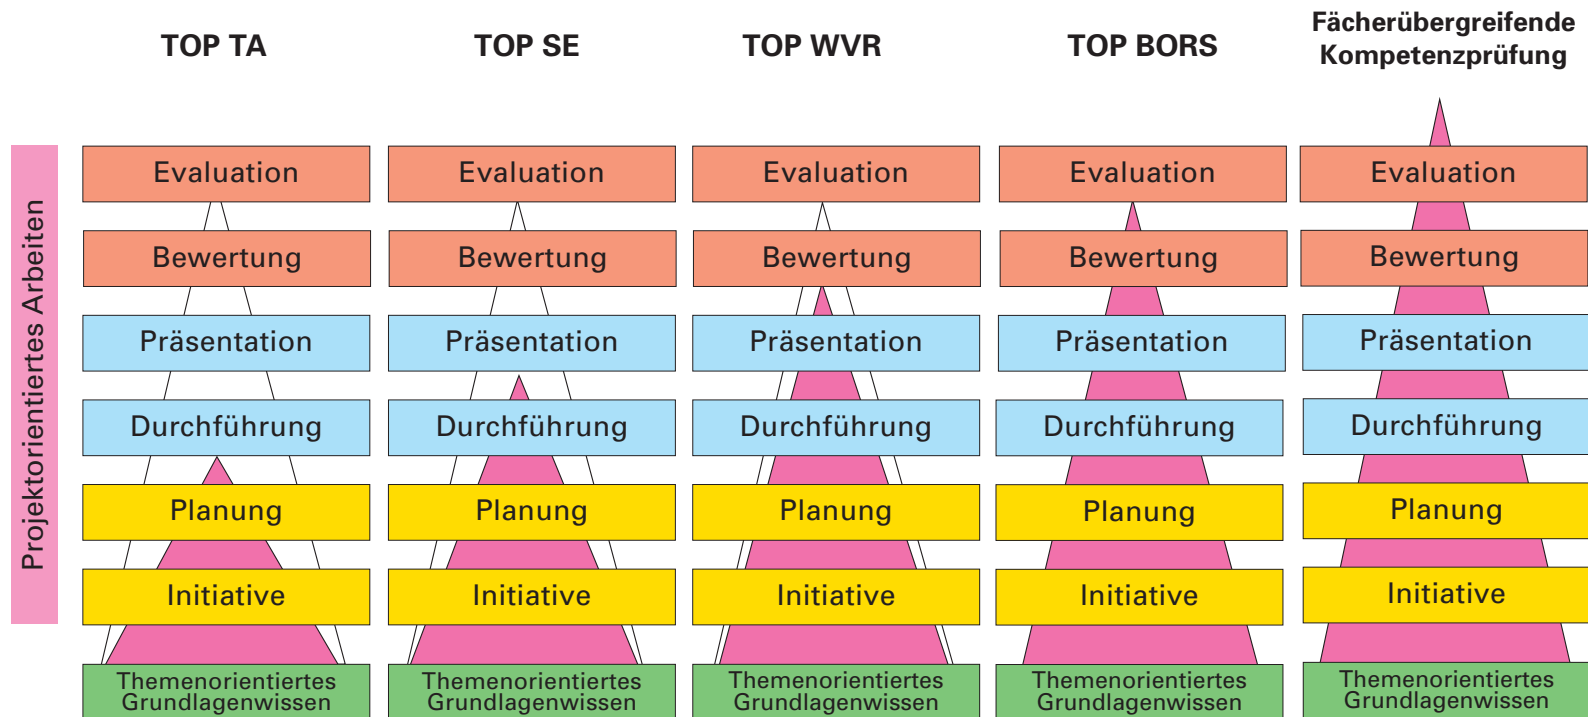 TOP TA
TOP SE
TOP WVR
TOP BORS
Fächerübergreifende
Kompetenzprüfung
Projektorientiertes Arbeiten
Evaluation
Bewertung
Präsentation
Durchführung
Planung
Initiative
Themenorientiertes
Grundlagenwissen
Evaluation
Bewertung
Präsentation
Durchführung
Planung
Initiative
Themenorientiertes
Grundlagenwissen
Evaluation
Bewertung
Präsentation
Durchführung
Planung
Initiative
Themenorientiertes
Grundlagenwissen
Evaluation
Bewertung
Präsentation
Durchführung
Planung
Initiative
Themenorientiertes
Grundlagenwissen
Evaluation
Bewertung
Präsentation
Durchführung
Planung
Initiative
Themenorientiertes
Grundlagenwissen